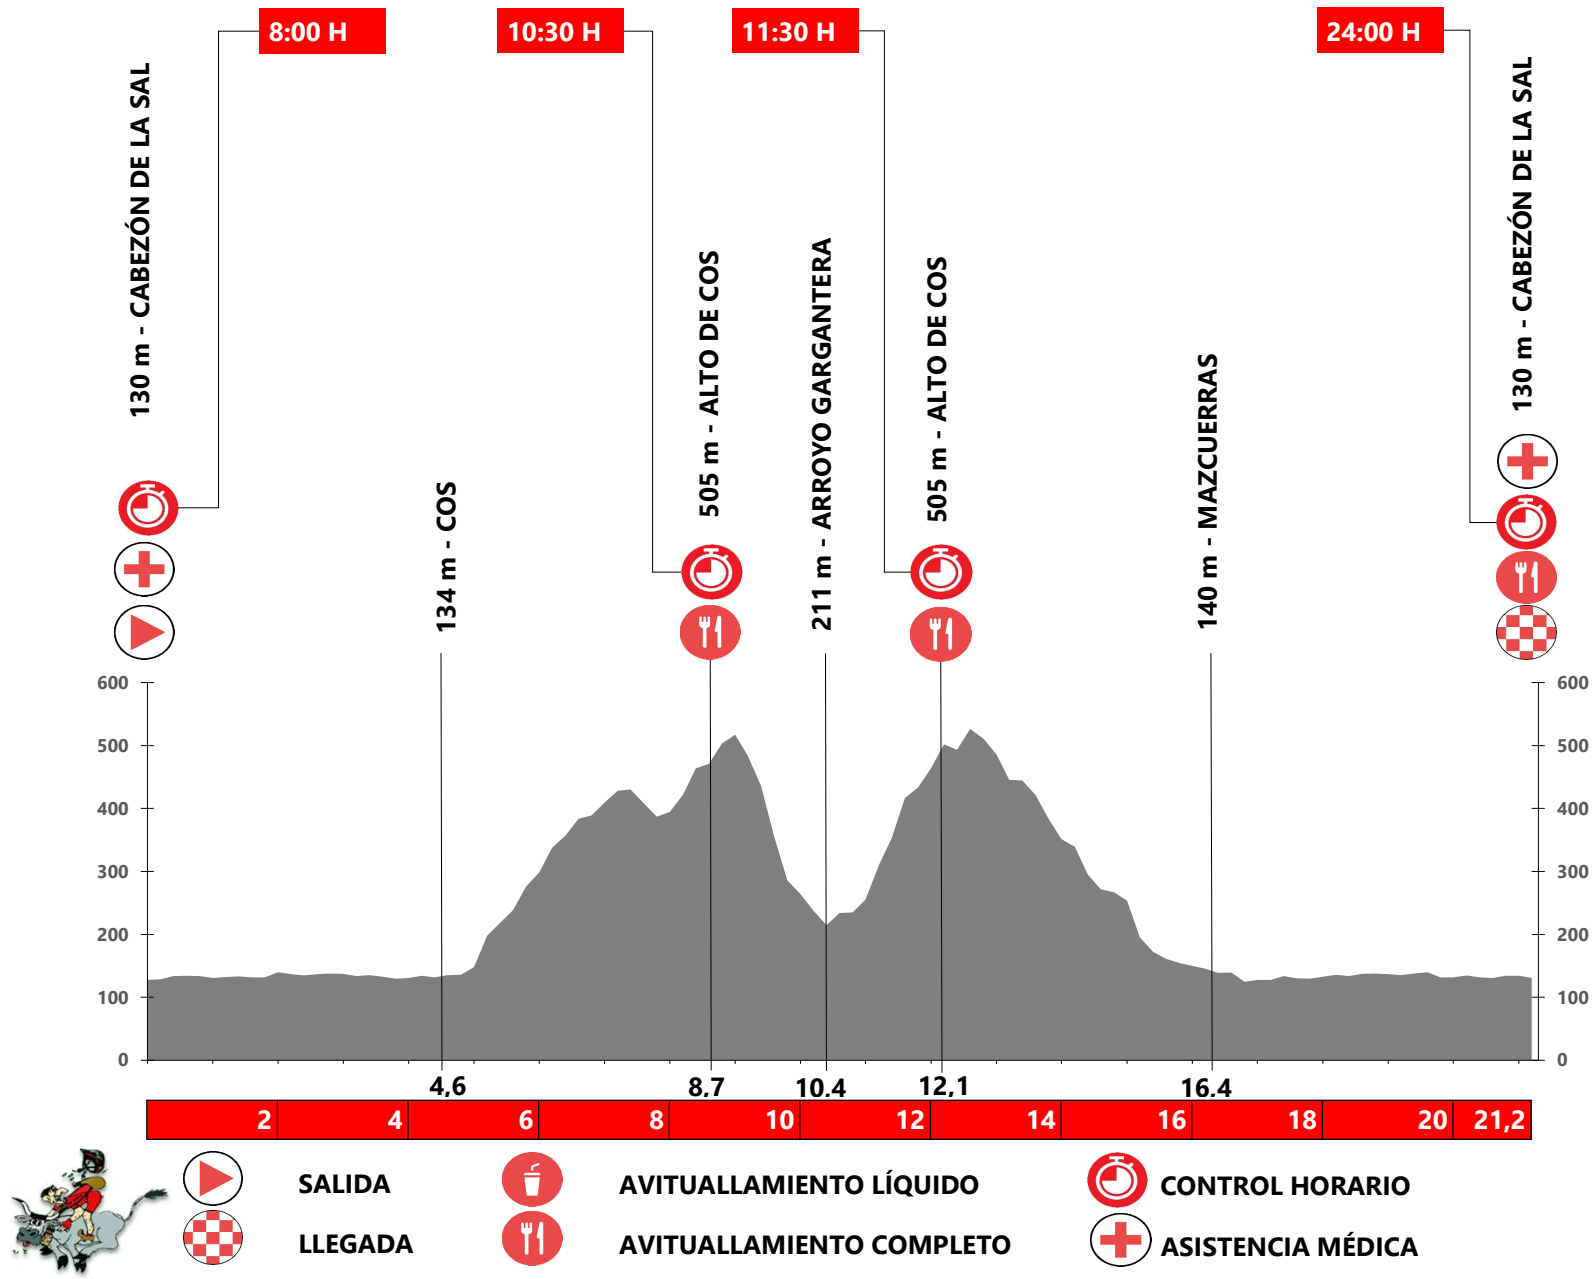 8:00 H
10:30 H
11:30 H
24:00 H
130 m - CABEZÓN DE LA SAL
134 m - COS
505 m - ALTO DE COS
211 m - ARROYO GARGANTERA
505 m - ALTO DE COS
140 m - MAZCUERRAS
130 m - CABEZÓN DE LA SAL
600
500
400
300
200
100
0
600
500
400
300
200
100
0
4,6
8,7
10,4
12,1
16,4
2
4
6
8
10
12
14
16
18
20
21,2
SALIDA
AVITUALLAMIENTO LÍQUIDO
CONTROL HORARIO
LLEGADA
AVITUALLAMIENTO COMPLETO
ASISTENCIA MÉDICA